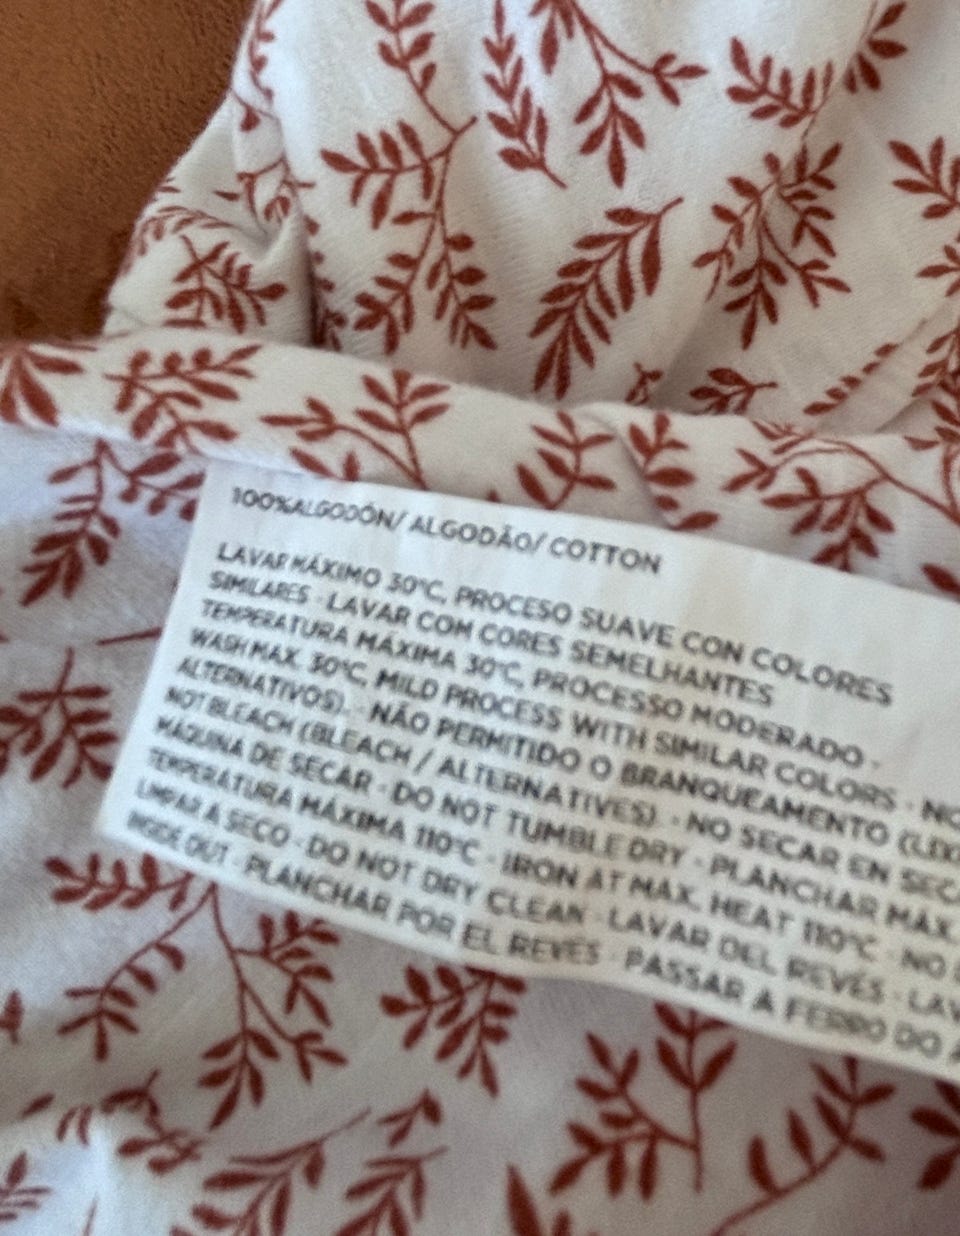 100%ALGODÓN/ ALGODÃO/ COTTON
LAVAR MÁXIMO 30°C, PROCESO SUAVE CON COLORES
SIMILARES · LAVAR COM CORES SEMELHANTES
TEMPERATURA MÁXIMA 30°C, PROCESSO MODERADO ·
WASH MAX. 30°C, MILD PROCESS WITH SIMILAR COLORS · NO
ALTERNATIVOS). · NÃO PERMITIDO O BRANQUEAMENTO
NOT BLEACH (BLEACH / ALTERNATIVES). · NO SECAR EN
MÁQUINA DE SECAR · DO NOT TUMBLE DRY · PLANCHAR MÁX.
TEMPERATURA MÁXIMA 110°C · IRON AT MAX. HEAT 110°C · NO
LIMPAR A SECO · DO NOT DRY CLEAN · LAVAR DEL REVÉS ·
INSIDE OUT · PLANCHAR POR EL REVÉS · PASSAR A FERRO DO